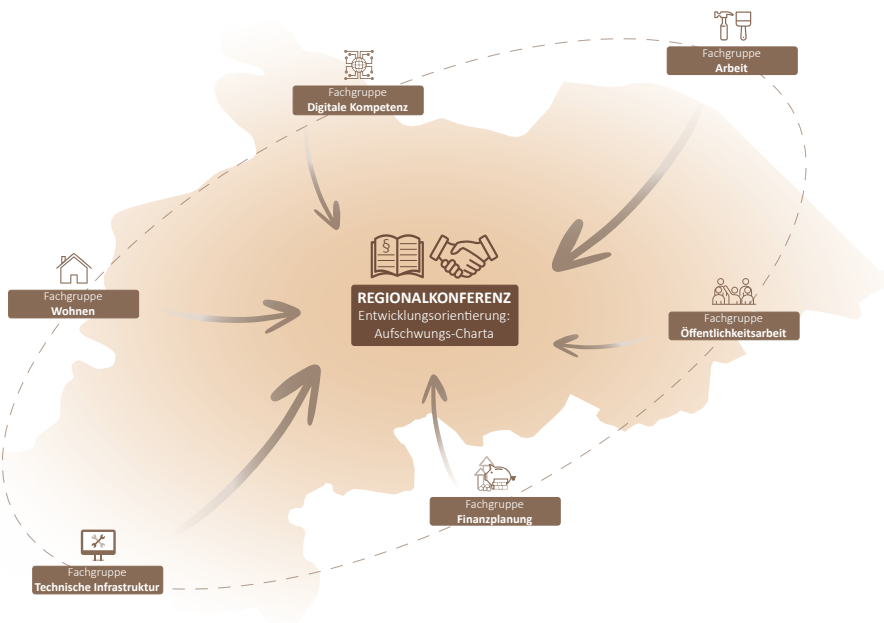 Fachgruppe
Arbeit
Fachgruppe
Digitale Kompetenz
§
REGIONALKONFERENZ
Entwicklungsorientierung:
Aufschwungs-Charta
Fachgruppe
Wohnen
Fachgruppe
Öffentlichkeitsarbeit
Fachgruppe
Finanzplanung
Fachgruppe
Technische Infrastruktur